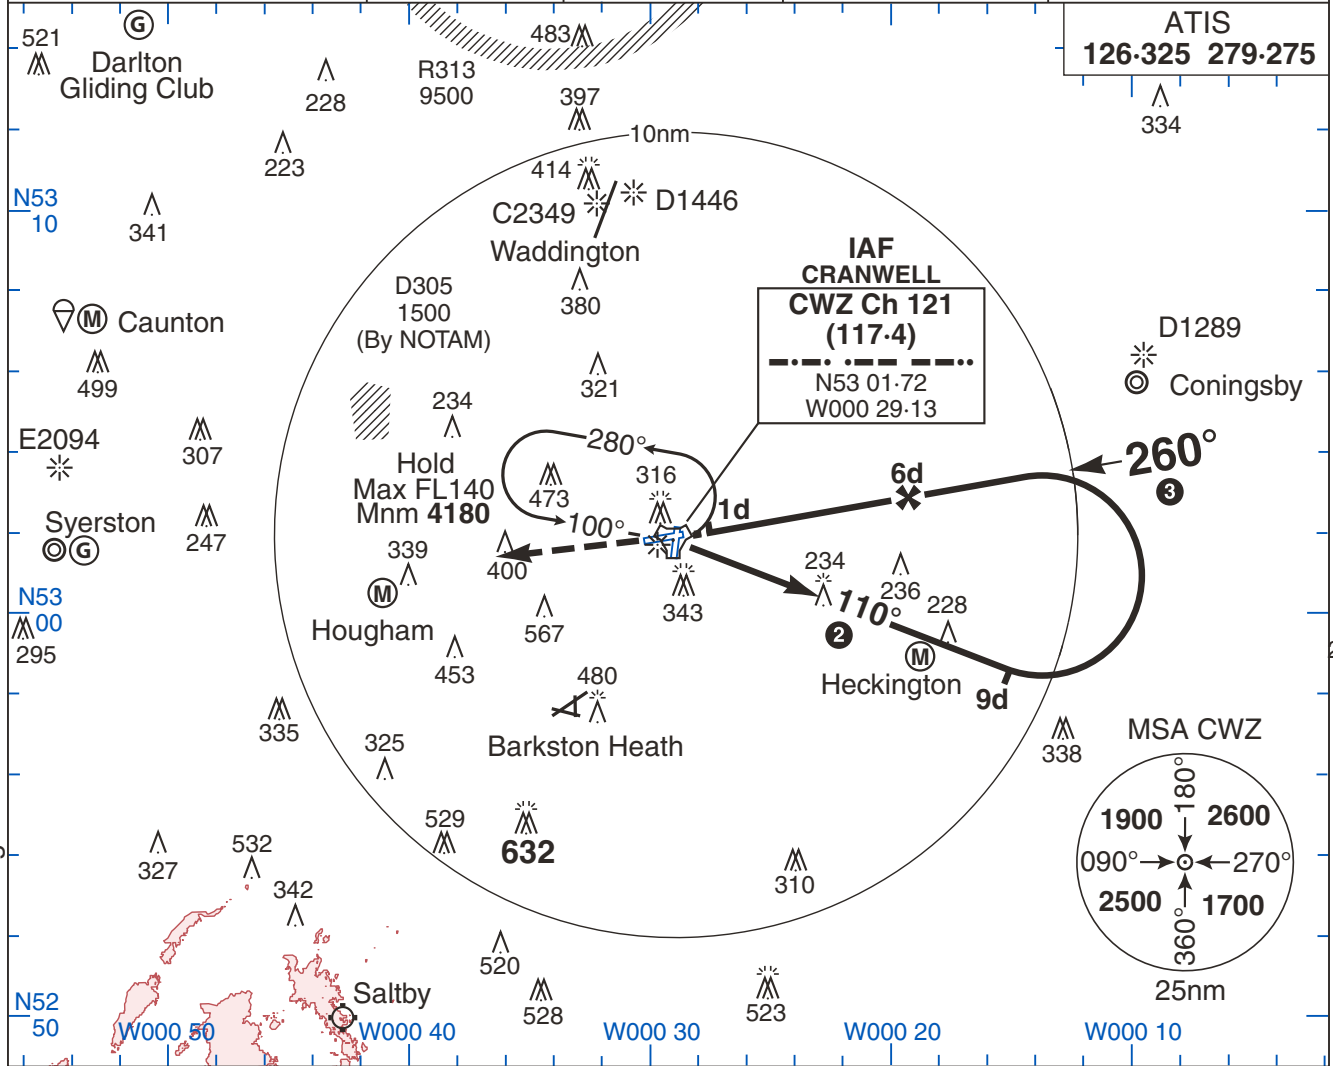 ATIS
126·325 279·275
521
G
Darlton
Gliding Club
483
R313
9500
228
397
334
223
10nm
414
N53
10
341
C2349
D1446
Waddington
IAF
CRANWELL
CWZ Ch 121
(117·4)
N53 01·72
W000 29·13
D305
1500
(By NOTAM)
380
M
Caunton
D1289
499
321
Coningsby
234
E2094
307
280°
260°
3
Hold
Max FL140
Mnm 4180
473
316
6d
1d
Syerston
G
247
100°
339
400
234
236
M
N53
00
343
110°
228
2
Hougham
567
M
295
453
Heckington
480
9d
335
Barkston Heath
MSA CWZ
338
325
180°
1900
2600
529
632
090°
270°
327
532
310
2500
1700
342
360°
520
Saltby
528
523
25nm
N52
50
W000 50
W000 40
W000 30
W000 20
W000 10